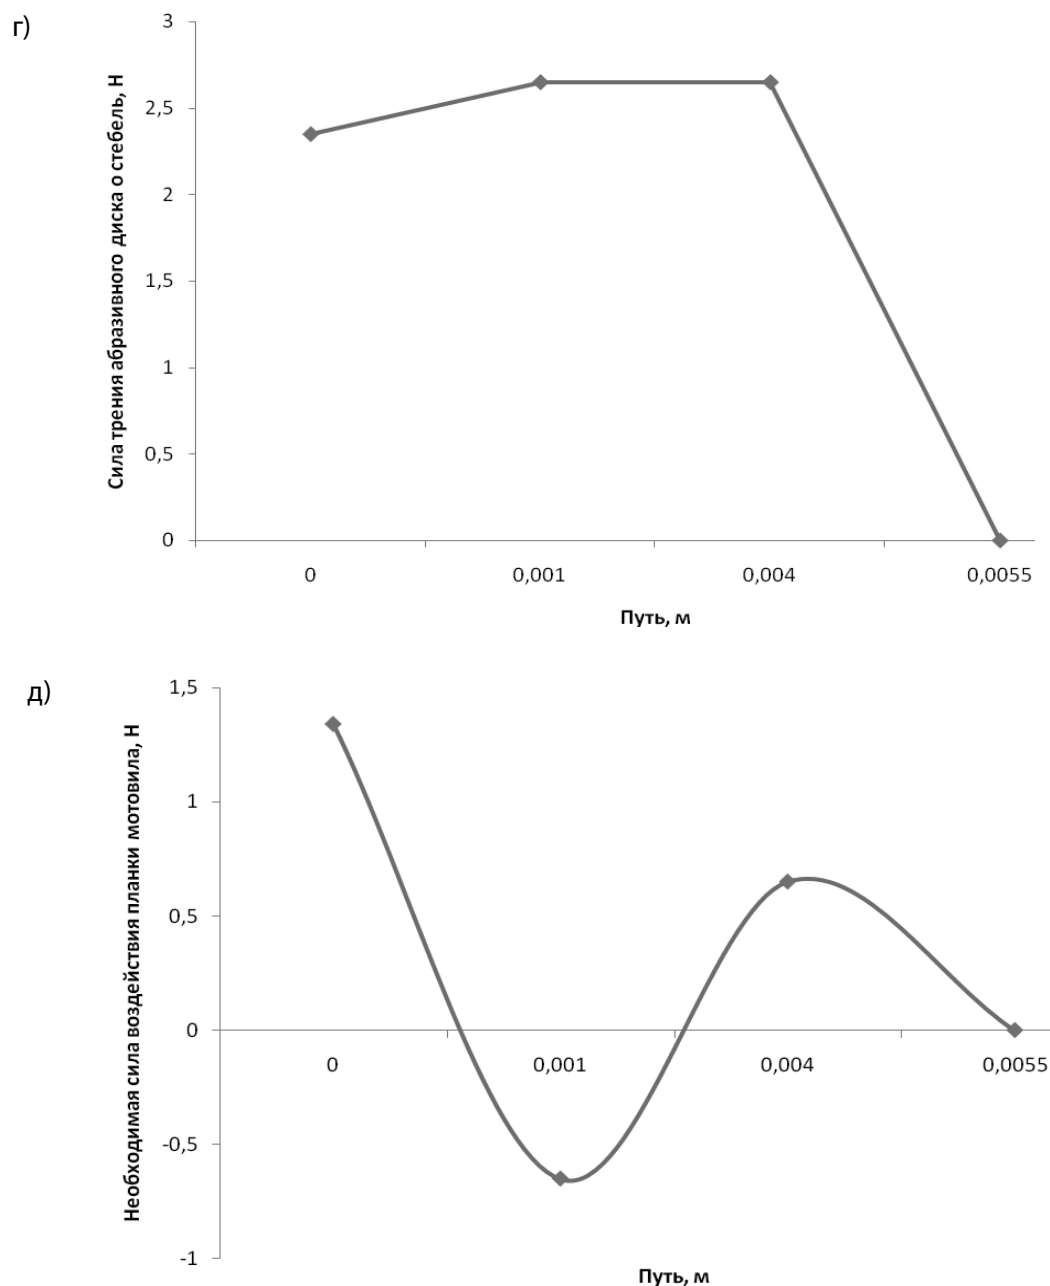 г)
Сила трения абразивного диска о стебель, Н
3
2,5
2
1,5
1
0,5
0
0 0,001 0,004 0,0055
Путь, м
д)
Необходимая сила воздействия планки мотовила, Н
1,5
1
0,5
0
-0,5
-1
0 0,001 0,004 0,0055
Путь, м